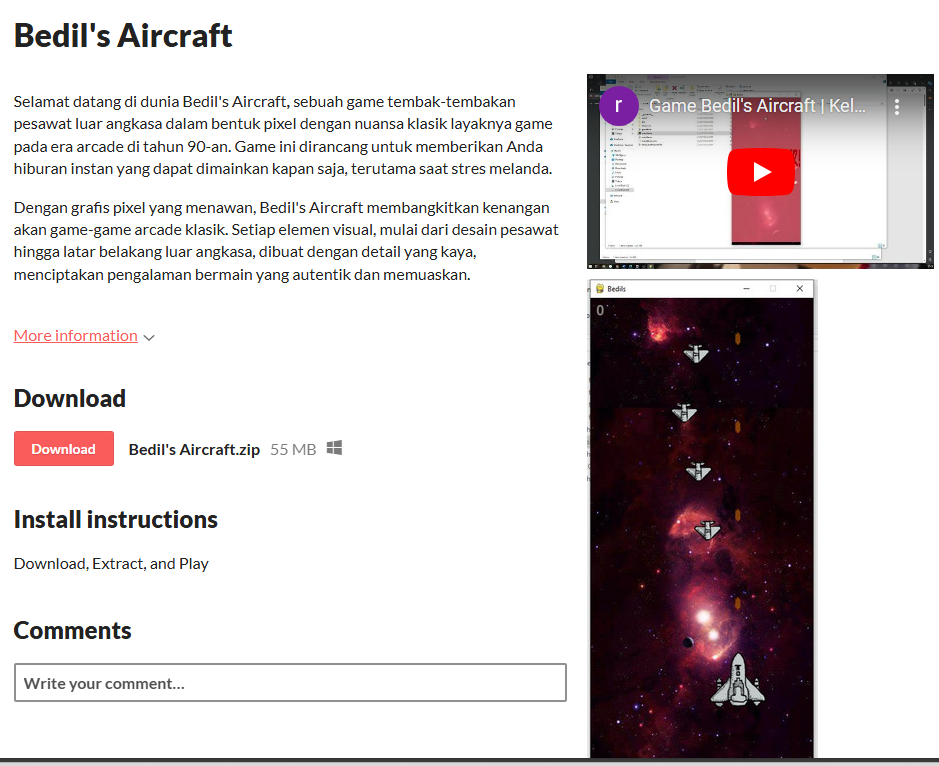 Bedil's Aircraft
Selamat datang di dunia Bedil's Aircraft, sebuah game tembak-tembakan
pesawat luar angkasa dalam bentuk pixel dengan nuansa klasik layaknya game
pada era arcade di tahun 90-an. Game ini dirancang untuk memberikan Anda
hiburan instan yang dapat dimainkan kapan saja, terutama saat stres melanda.
Dengan grafis pixel yang menawan, Bedil's Aircraft membangkitkan kenangan
akan game-game arcade klasik. Setiap elemen visual, mulai dari desain pesawat
hingga latar belakang luar angkasa, dibuat dengan detail yang kaya,
menciptakan pengalaman bermain yang autentik dan memuaskan.
More information
Download
Download Bedil's Aircraft.zip 55 MB
Install instructions
Download, Extract, and Play
Comments
Write your comment...
r Game Bedil's Aircraft | Kel...
Bedils
0